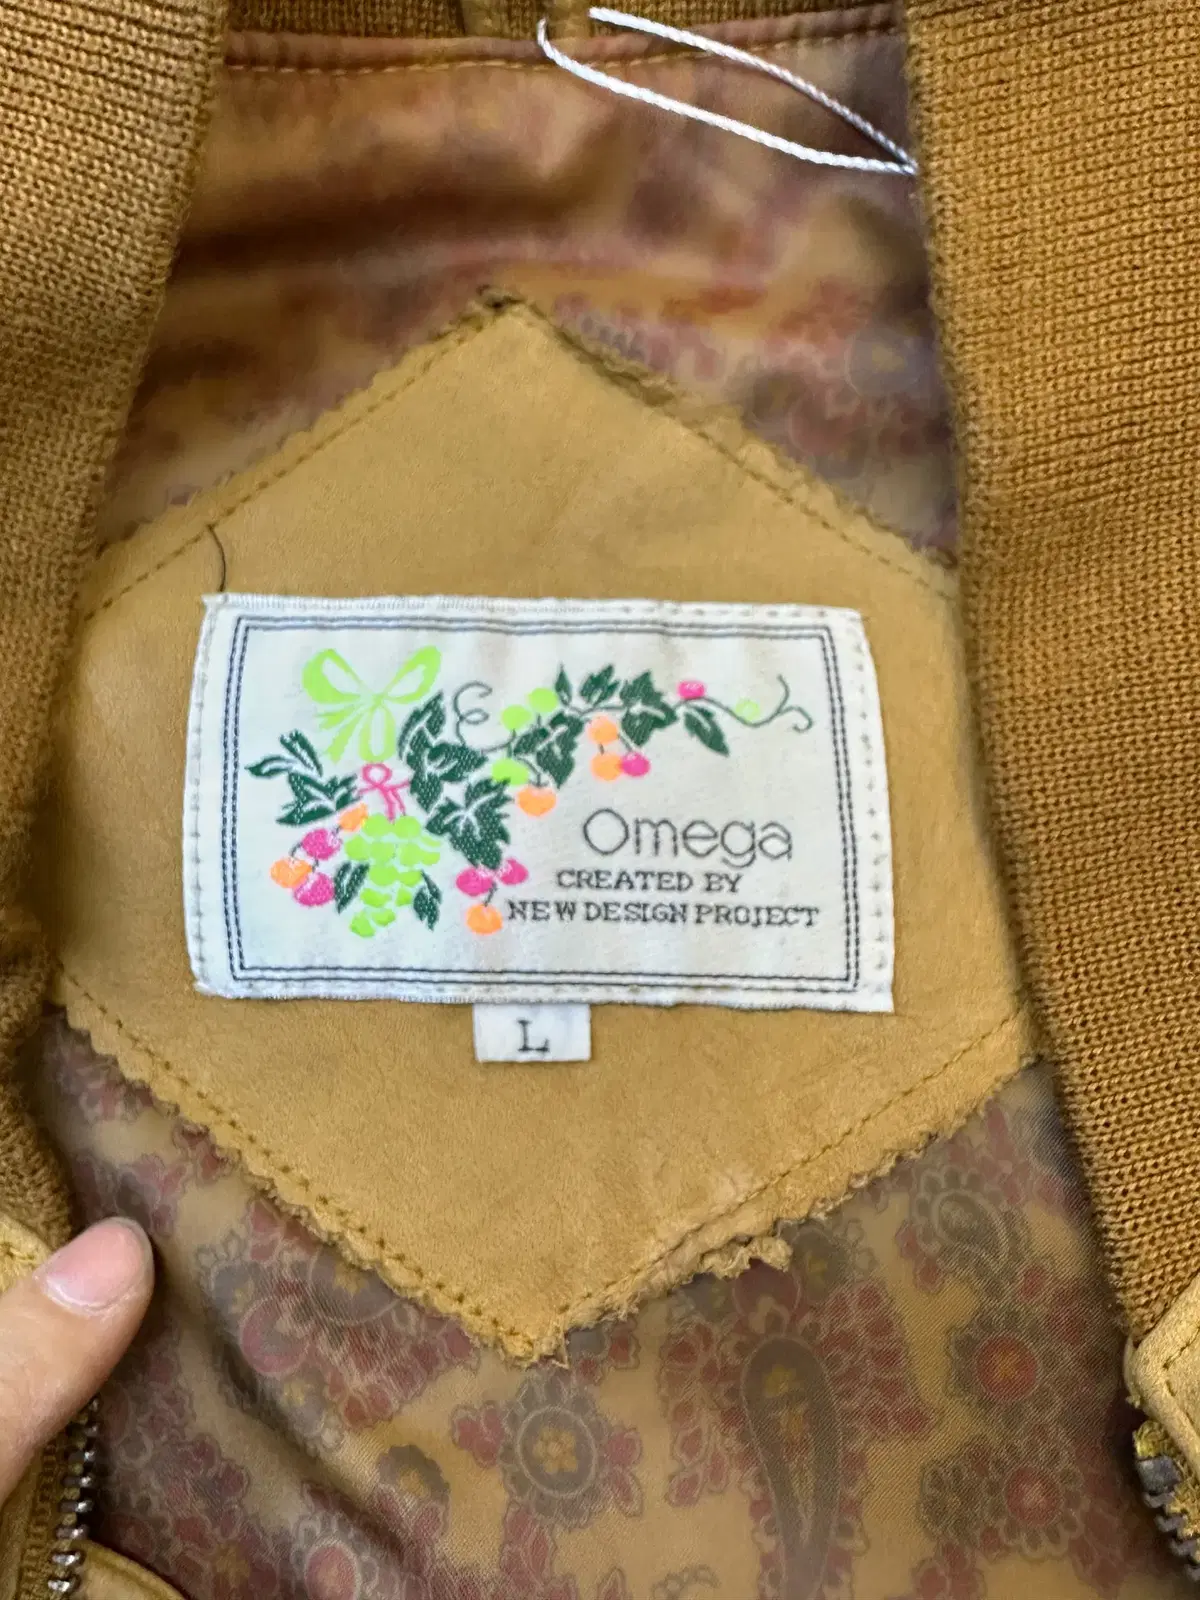 Omega
CREATED BY
NEW DESIGN PROJECT
L